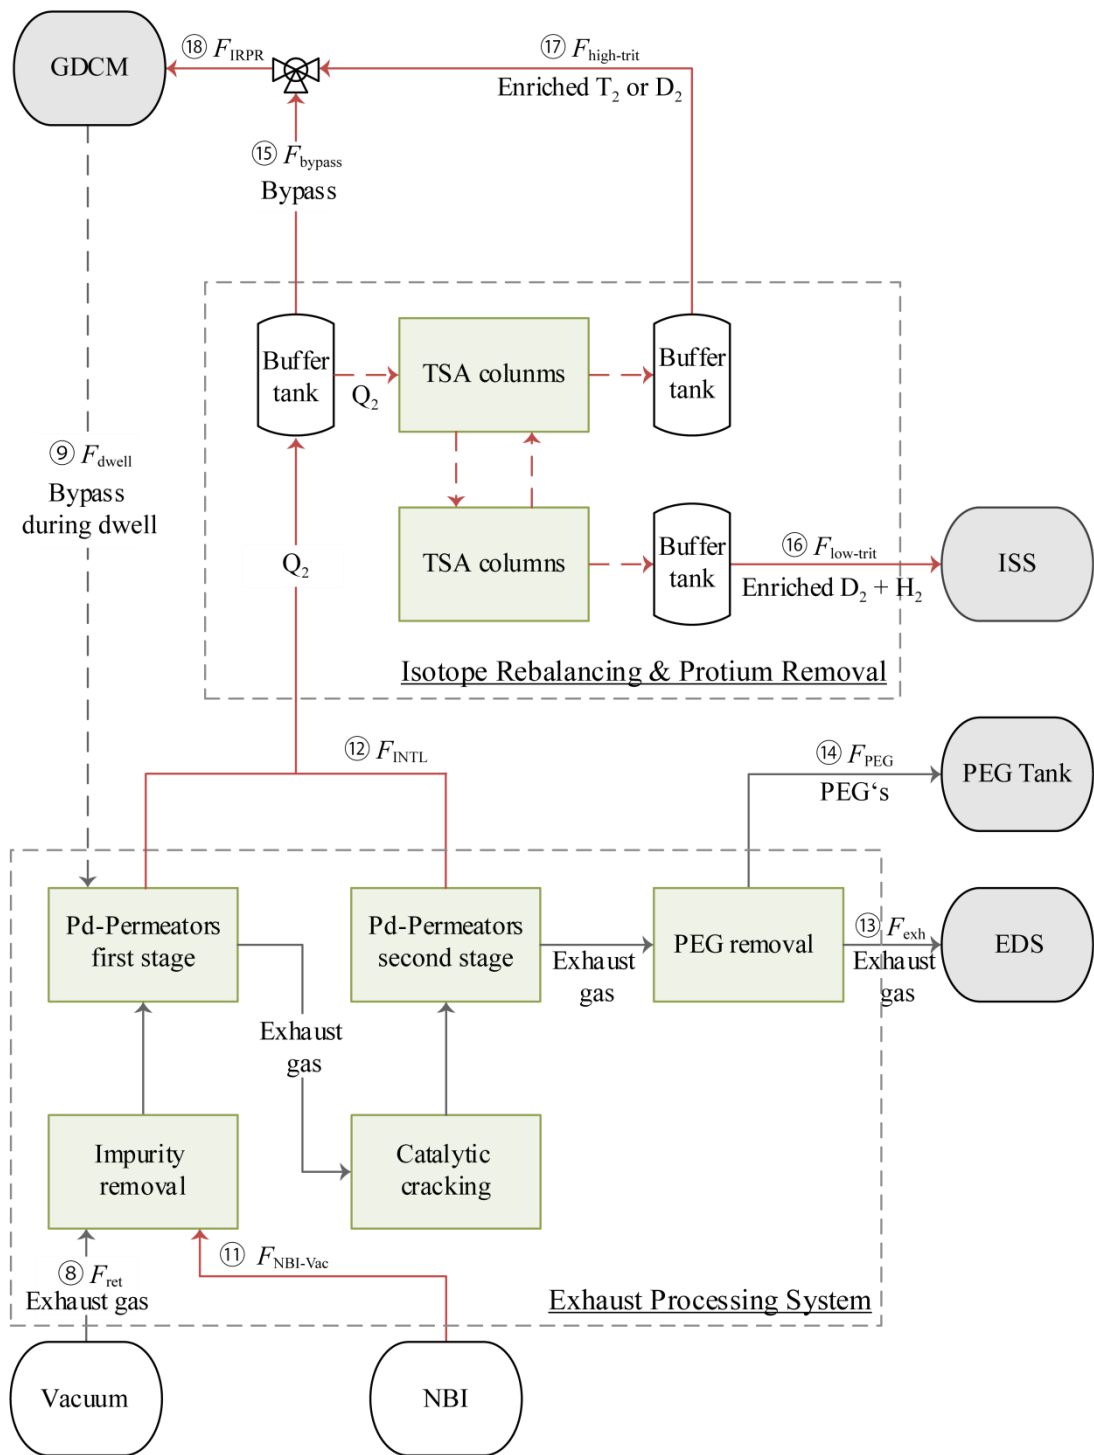 GDCM
⑱ F_IRPR
⑰ F_high-trit
Enriched T₂ or D₂
⑮ F_bypass
Bypass
Buffer
tank
Q₂
TSA colunms
Buffer
tank
⑨ F_dwell
Bypass
during dwell
Q₂
TSA columns
Buffer
tank
⑯ F_low-trit
Enriched D₂ + H₂
ISS
Isotope Rebalancing & Protium Removal
⑫ F_INTL
⑭ F_PEG
PEG‘s
PEG Tank
Pd-Permeators
first stage
Pd-Permeators
second stage
Exhaust
gas
PEG removal
⑬ F_exh
Exhaust
gas
EDS
Exhaust
gas
Impurity
removal
Catalytic
cracking
⑧ F_ret
Exhaust gas
⑪ F_NBI-Vac
Exhaust Processing System
Vacuum
NBI